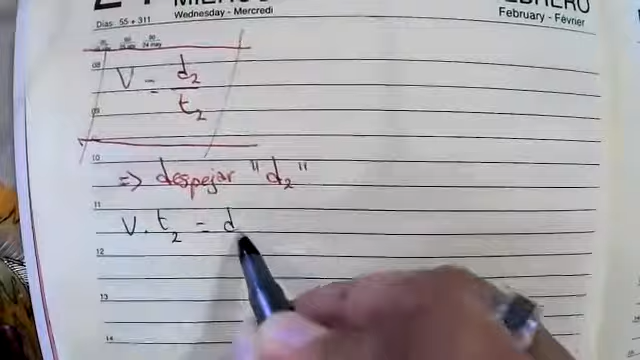 Días 55 + 311
Wednesday - Mercredi
FEBRERO
February - Février
08
V = d₂
09
t₂
10
=> despejar "d₂"
11
V . t₂ = d
12
13
14